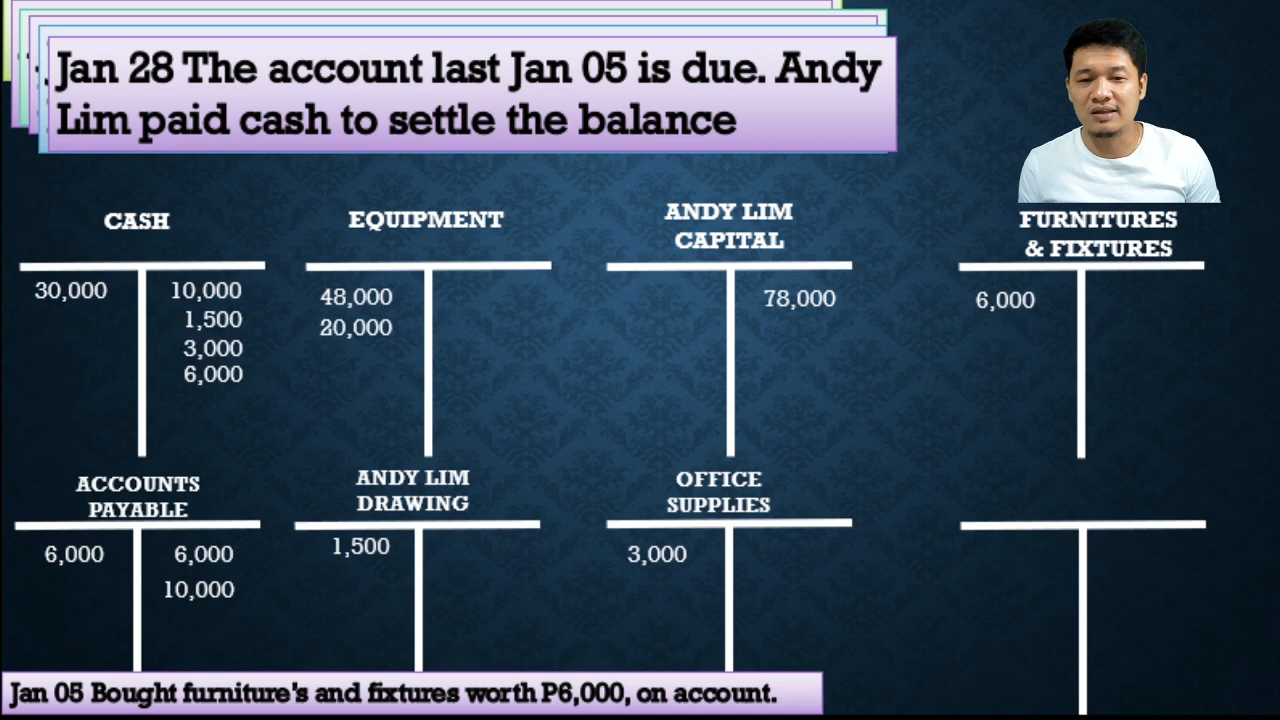 Jan 28 The account last Jan 05 is due. Andy
Lim paid cash to settle the balance
CASH
30,000
10,000
1,500
3,000
6,000
EQUIPMENT
48,000
20,000
ANDY LIM
CAPITAL
78,000
FURNITURES
& FIXTURES
6,000
ACCOUNTS
PAYABLE
6,000
6,000
10,000
ANDY LIM
DRAWING
1,500
OFFICE
SUPPLIES
3,000
Jan 05 Bought furniture's and fixtures worth P6,000, on account.